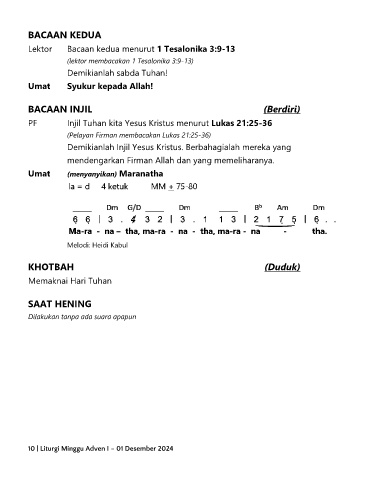 BACAAN KEDUA
Lektor Bacaan kedua menurut 1 Tesalonika 3:9-13
(lektor membacakan 1 Tesalonika 3:9-13)
Demikianlah sabda Tuhan!
Umat Syukur kepada Allah!
BACAAN INJIL (Berdiri)
PF Injil Tuhan kita Yesus Kristus menurut Lukas 21:25-36
(Pelayan Firman membacakan Lukas 21:25-36)
Demikianlah Injil Yesus Kristus. Berbahagialah mereka yang
mendengarkan Firman Allah dan yang memeliharanya.
Umat (menyanyikan) Maranatha
la = d 4 ketuk MM ± 75-80
Dm G/D Dm Bb Am Dm
6 6 | 3 . 4 3 2 | 3 . 1 1 3 | 2 1 7 5 | 6 . .
Ma-ra - na – tha, ma-ra - na - tha, ma-ra - na - tha.
Melodi: Heidi Kabul
KHOTBAH (Duduk)
Memaknai Hari Tuhan
SAAT HENING
Dilakukan tanpa ada suara apapun
10 | Liturgi Minggu Adven I – 01 Desember 2024